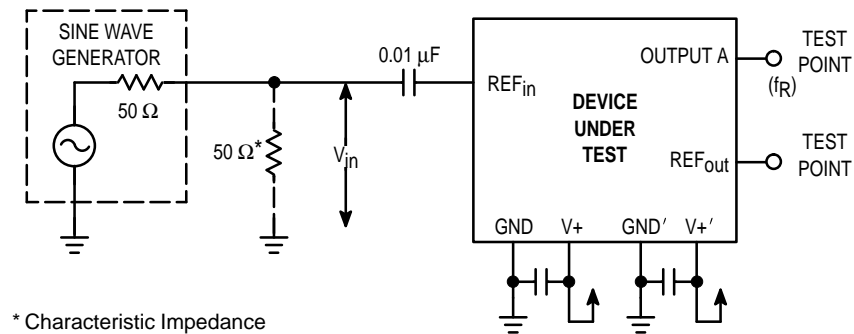 SINE WAVE
GENERATOR
50 Ω
50 Ω*
Vin
0.01 µF
REFin
DEVICE
UNDER
TEST
OUTPUT A
(fR)
TEST
POINT
REFout
TEST
POINT
GND
V+
GND′
V+′
* Characteristic Impedance